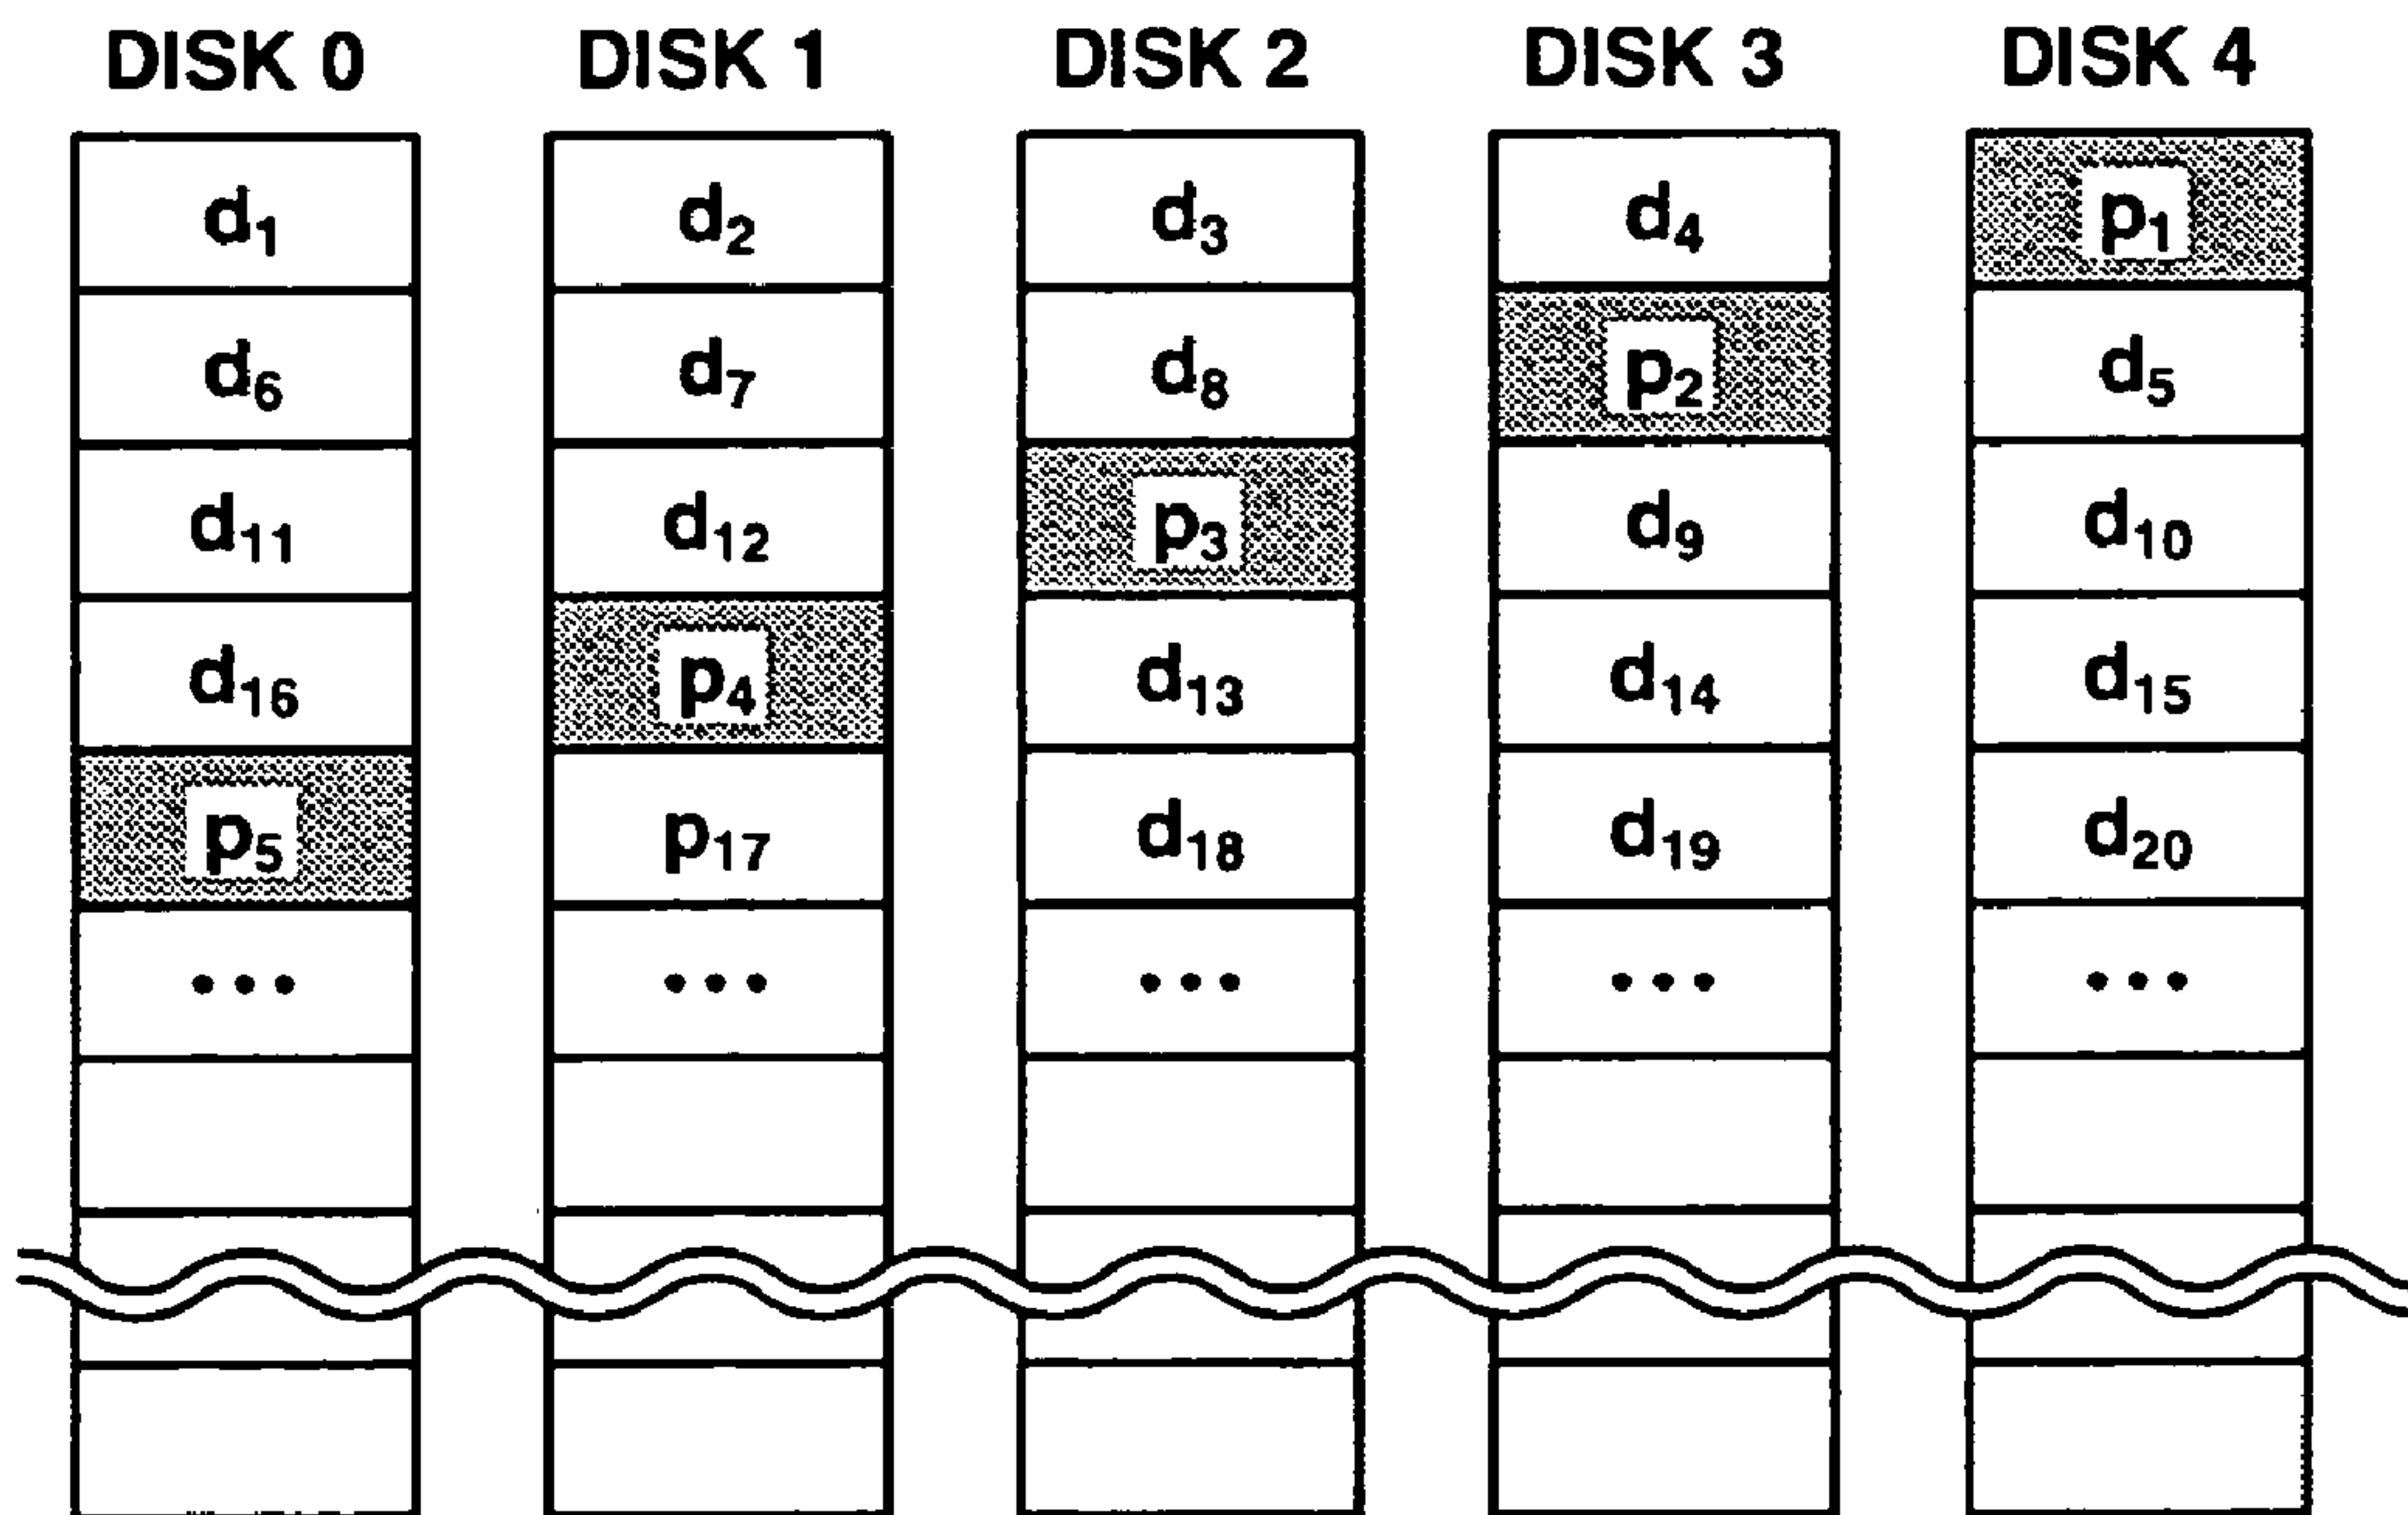 DISK 0 DISK 1 DISK 2 DISK 3 DISK 4
d₁ d₂ d₃ d₄ p₁
d₆ d₇ d₈ p₂ d₅
d₁₁ d₁₂ p₃ d₉ d₁₀
d₁₆ p₄ d₁₃ d₁₄ d₁₅
p₅ p₁₇ d₁₈ d₁₉ d₂₀
••• ••• ••• ••• •••